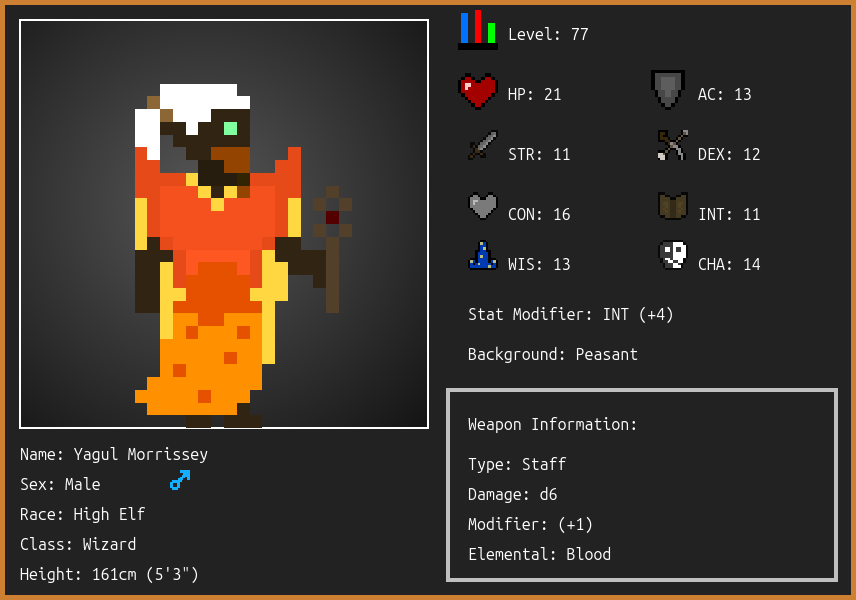 Level: 77
HP: 21
AC: 13
STR: 11
DEX: 12
CON: 16
INT: 11
WIS: 13
CHA: 14
Stat Modifier: INT (+4)
Background: Peasant
Weapon Information:
Type: Staff
Damage: d6
Modifier: (+1)
Elemental: Blood
Name: Yagul Morrissey
Sex: Male
Race: High Elf
Class: Wizard
Height: 161cm (5'3")